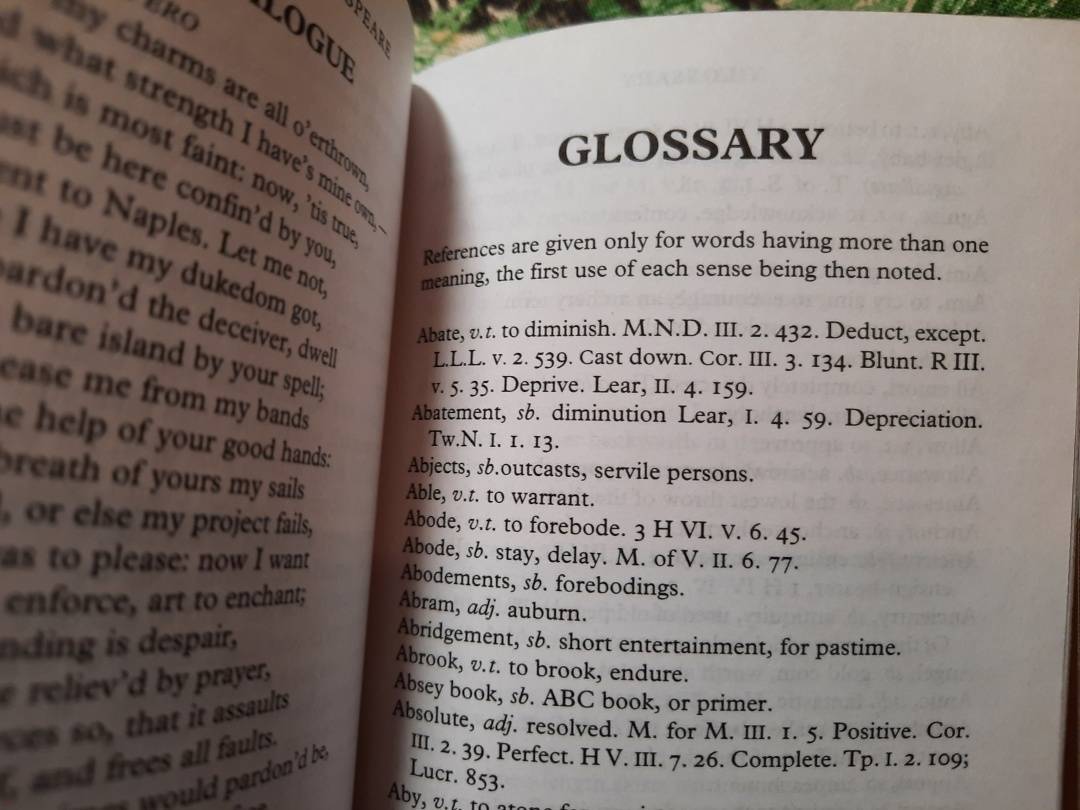 SPEARE
ERO
LOGUE
my charms are all o'erthrown,
what strength I have's mine own,—
is most faint: now, 'tis true,
be here confin'd by you,
to Naples. Let me not,
I have my dukedom got,
pardon'd the deceiver, dwell
bare island by your spell;
me from my bands
help of your good hands:
breath of yours my sails
or else my project fails,
was to please: now I want
enforce, art to enchant;
is despair,
reliev'd by prayer,
so, that it assaults
and frees all faults.
would pardon'd be,
GLOSSARY
References are given only for words having more than one
meaning, the first use of each sense being then noted.
Abate, v.t. to diminish. M.N.D. III. 2. 432. Deduct, except.
L.L.L. v. 2. 539. Cast down. Cor. III. 3. 134. Blunt. R III.
v. 5. 35. Deprive. Lear, II. 4. 159.
Abatement, sb. diminution Lear, I. 4. 59. Depreciation.
Tw.N. I. 1. 13.
Abjects, sb.outcasts, servile persons.
Able, v.t. to warrant.
Abode, v.t. to forebode. 3 H VI. V. 6. 45.
Abode, sb. stay, delay. M. of V. II. 6. 77.
Abodements, sb. forebodings.
Abram, adj. auburn.
Abridgement, sb. short entertainment, for pastime.
Abrook, v.t. to brook, endure.
Absey book, sb. ABC book, or primer.
Absolute, adj. resolved. M. for M. III. 1. 5. Positive. Cor.
III. 2. 39. Perfect. H V. III. 7. 26. Complete. Tp. I. 2. 109;
Lucr. 853.
Aby, v.t. to atone for